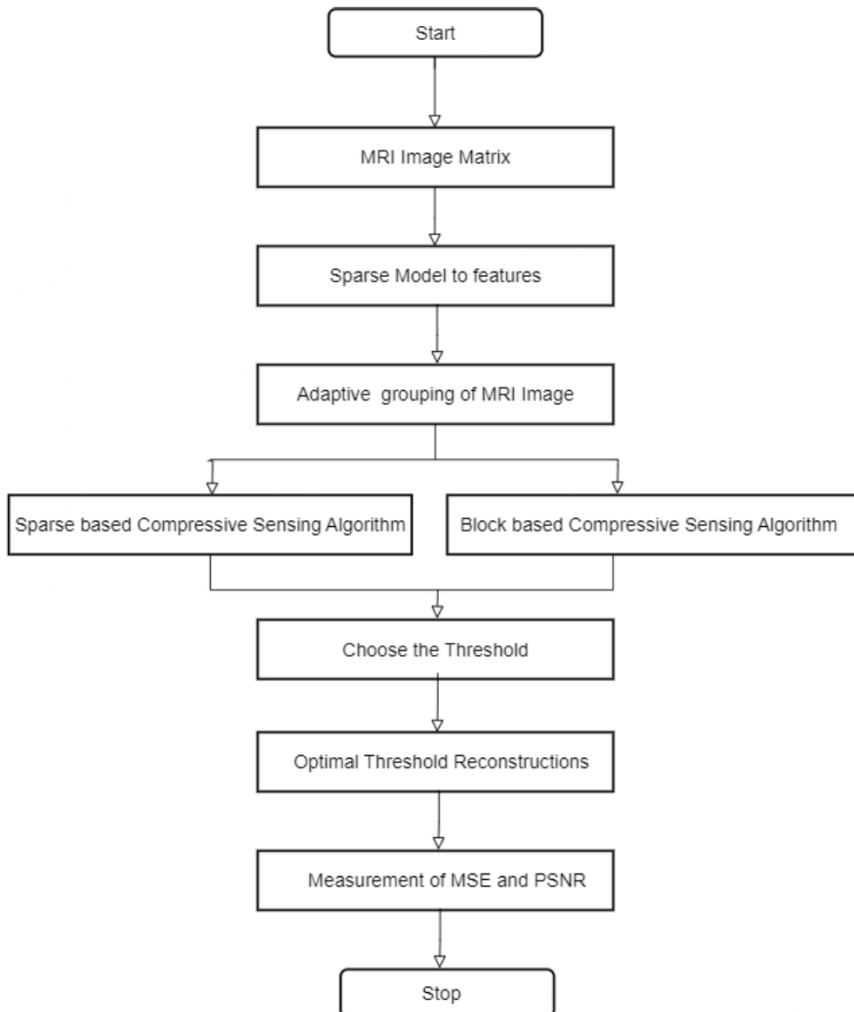 Start
MRI Image Matrix
Sparse Model to features
Adaptive grouping of MRI Image
Sparse based Compressive Sensing Algorithm
Block based Compressive Sensing Algorithm
Choose the Threshold
Optimal Threshold Reconstructions
Measurement of MSE and PSNR
Stop